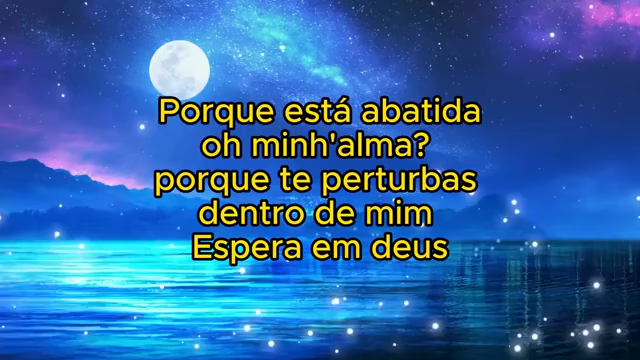 Porque está abatida
oh minh'alma?
porque te perturbas
dentro de mim
Espera em deus